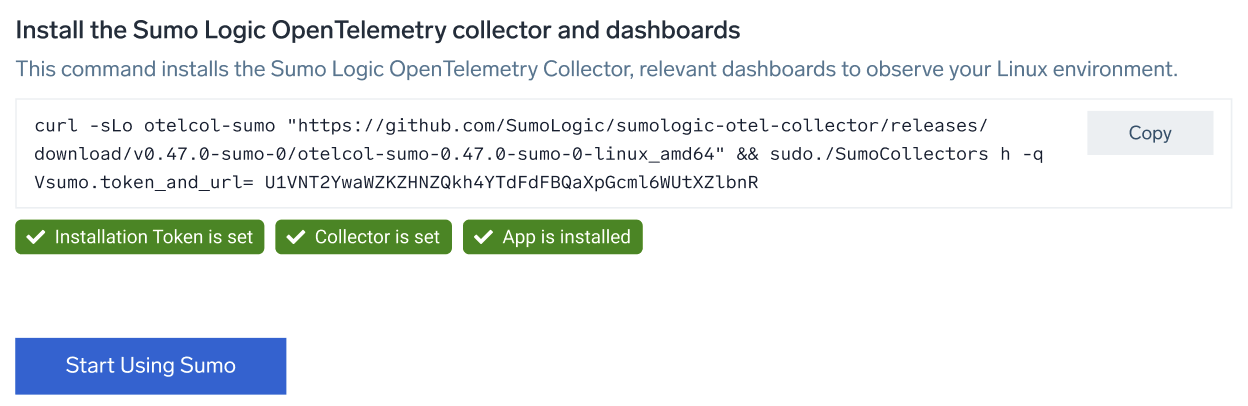 Install the Sumo Logic OpenTelemetry collector and dashboards
This command installs the Sumo Logic OpenTelemetry Collector, relevant dashboards to observe your Linux environment.
curl -sLo otelcol-sumo "https://github.com/SumoLogic/sumologic-otel-collector/releases/
download/v0.47.0-sumo-0/otelcol-sumo-0.47.0-sumo-0-linux_amd64" && sudo./SumoCollectors h -q
Vsumo.token_and_url= U1VNT2YwaWZKZHNZQkh4YTdFdFBQaXpGcml6WUtXZlbnR
Copy
Installation Token is set
Collector is set
App is installed
Start Using Sumo